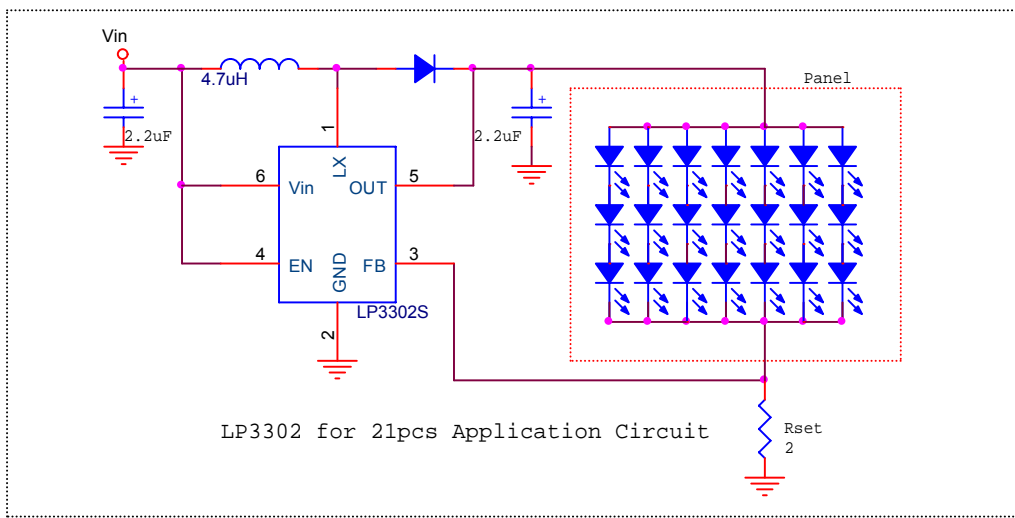 Vin
4.7uH
+
2.2uF
+
2.2uF
Panel
1
LX
6
Vin
OUT
5
4
EN
FB
3
GND
LP3302S
2
LP3302 for 21pcs Application Circuit
Rset
2